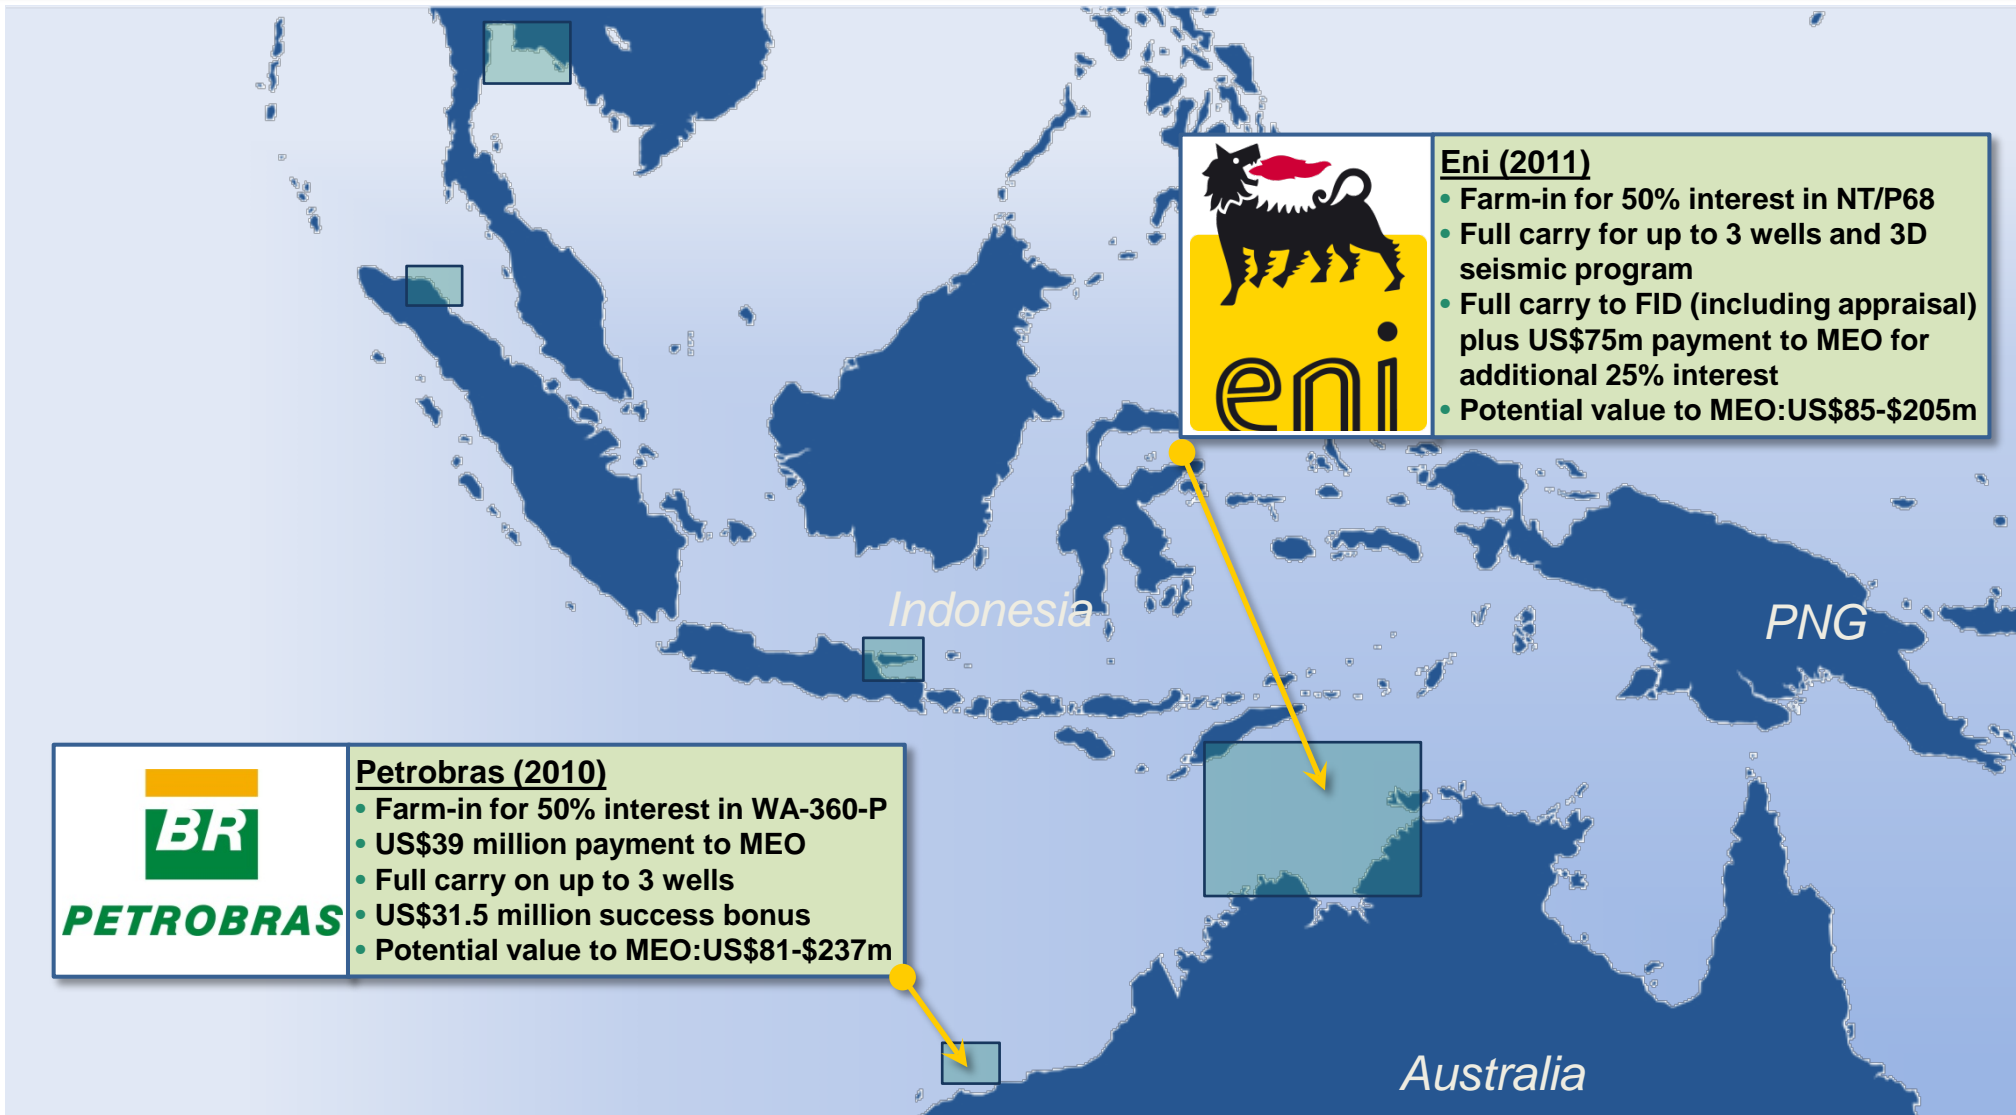 Eni (2011)
• Farm-in for 50% interest in NT/P68
• Full carry for up to 3 wells and 3D
seismic program
• Full carry to FID (including appraisal)
plus US$75m payment to MEO for
additional 25% interest
• Potential value to MEO:US$85-$205m
eni
Indonesia
PNG
BR
PETROBRAS
Petrobras (2010)
• Farm-in for 50% interest in WA-360-P
• US$39 million payment to MEO
• Full carry on up to 3 wells
• US$31.5 million success bonus
• Potential value to MEO:US$81-$237m
Australia